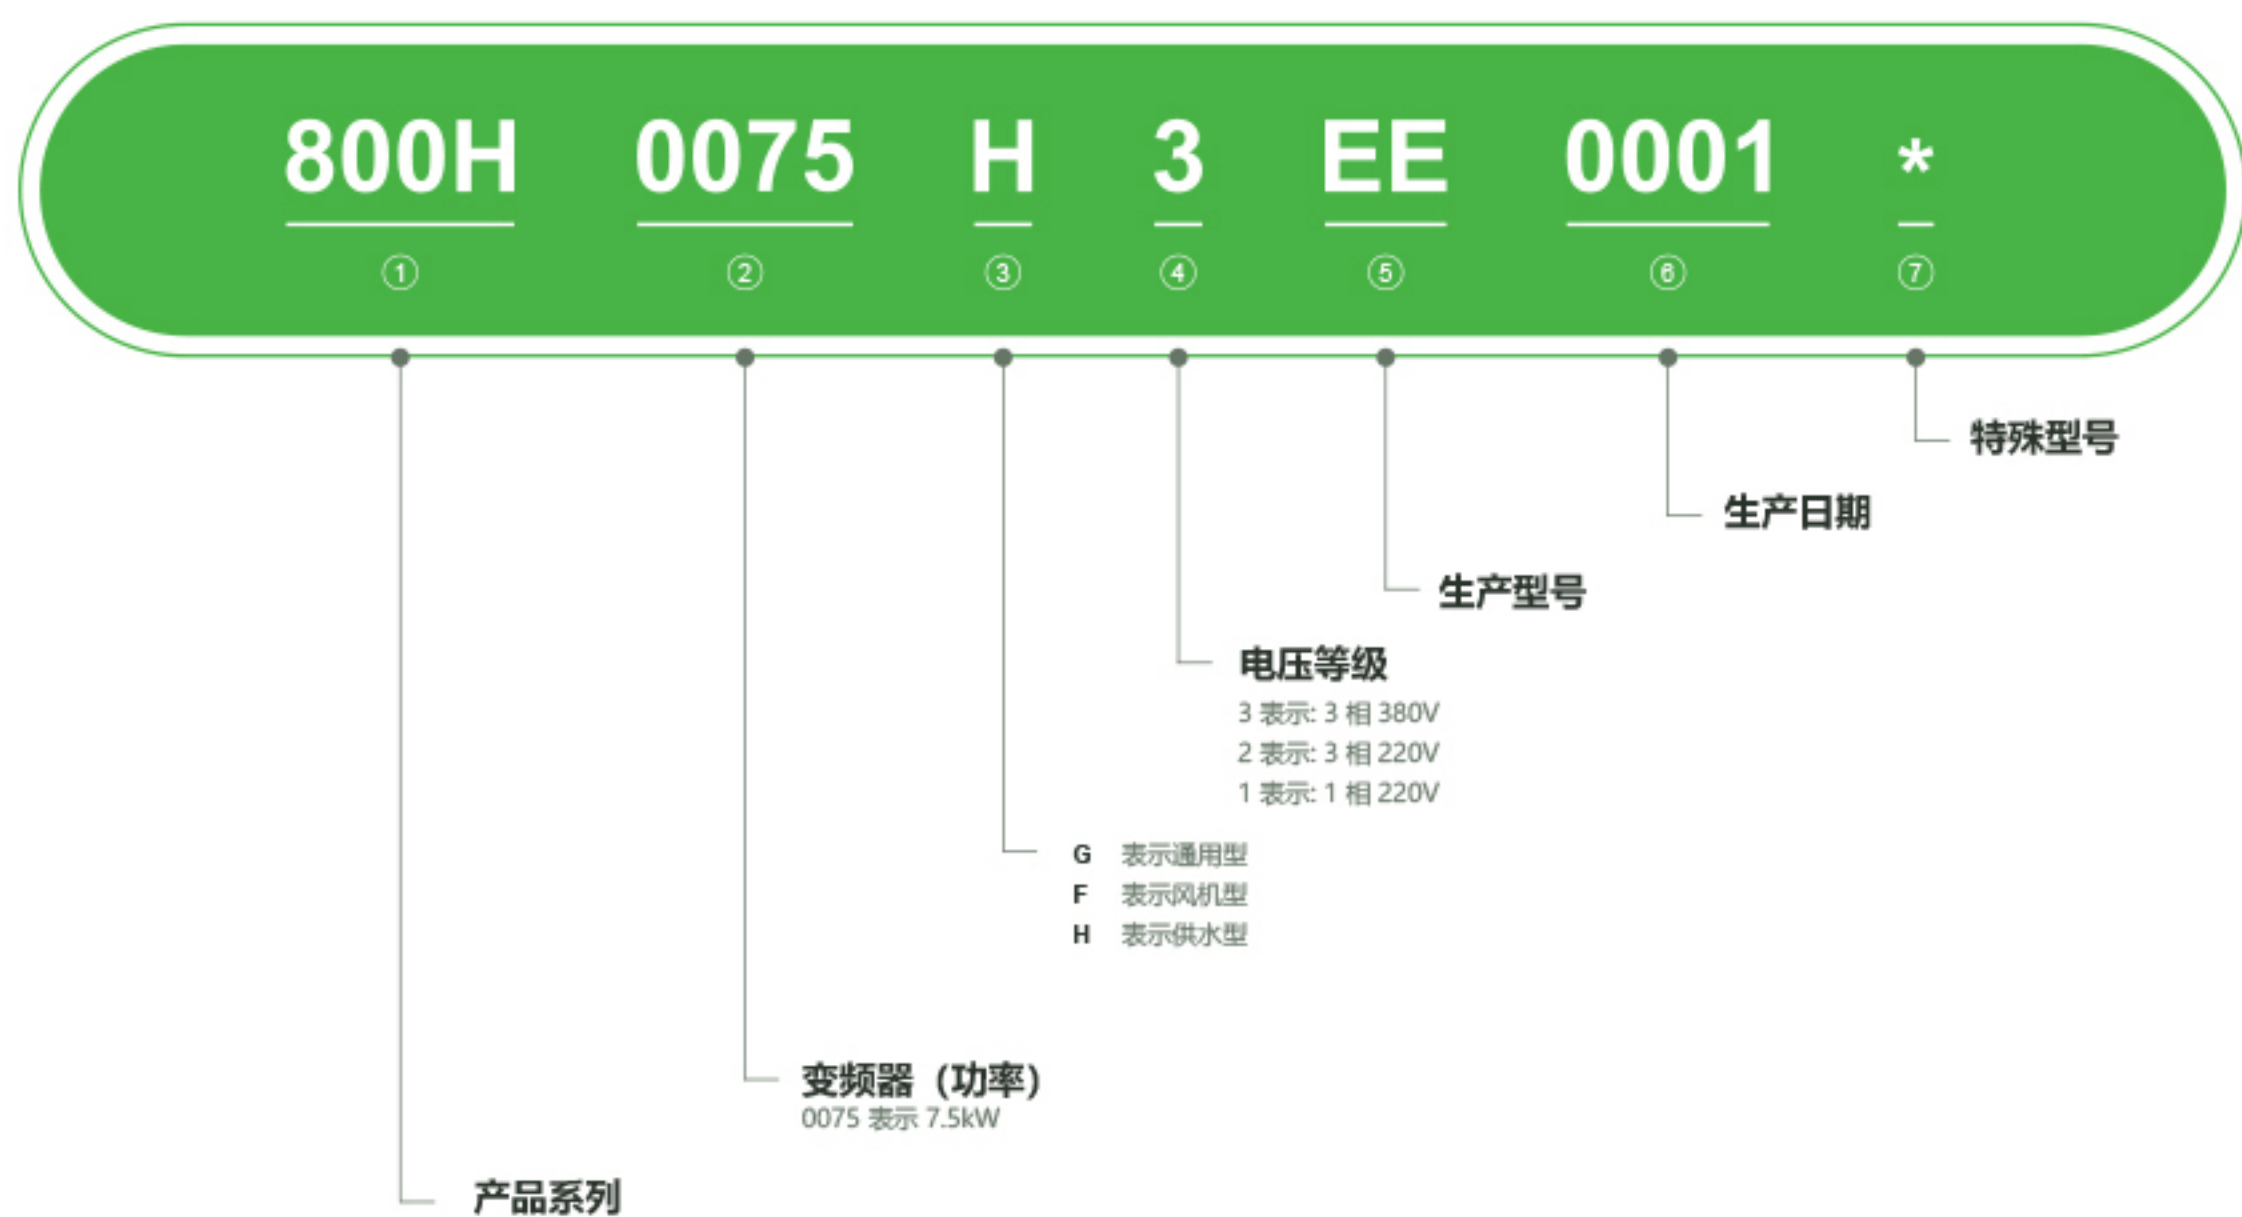 800H 0075 H 3 EE 0001 *
① ② ③ ④ ⑤ ⑥ ⑦
特殊型号
生产日期
生产型号
电压等级
3 表示: 3 相 380V
2 表示: 3 相 220V
1 表示: 1 相 220V
G 表示通用型
F 表示风机型
H 表示供水型
变频器（功率）
0075 表示 7.5kW
产品系列